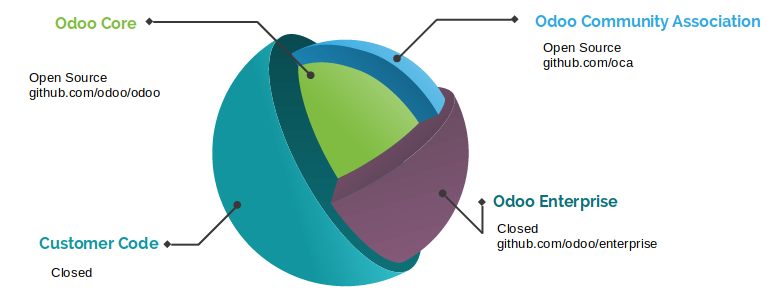 Odoo Core
Open Source
github.com/odoo/odoo
Odoo Community Association
Open Source
github.com/oca
Customer Code
Closed
Odoo Enterprise
Closed
github.com/odoo/enterprise